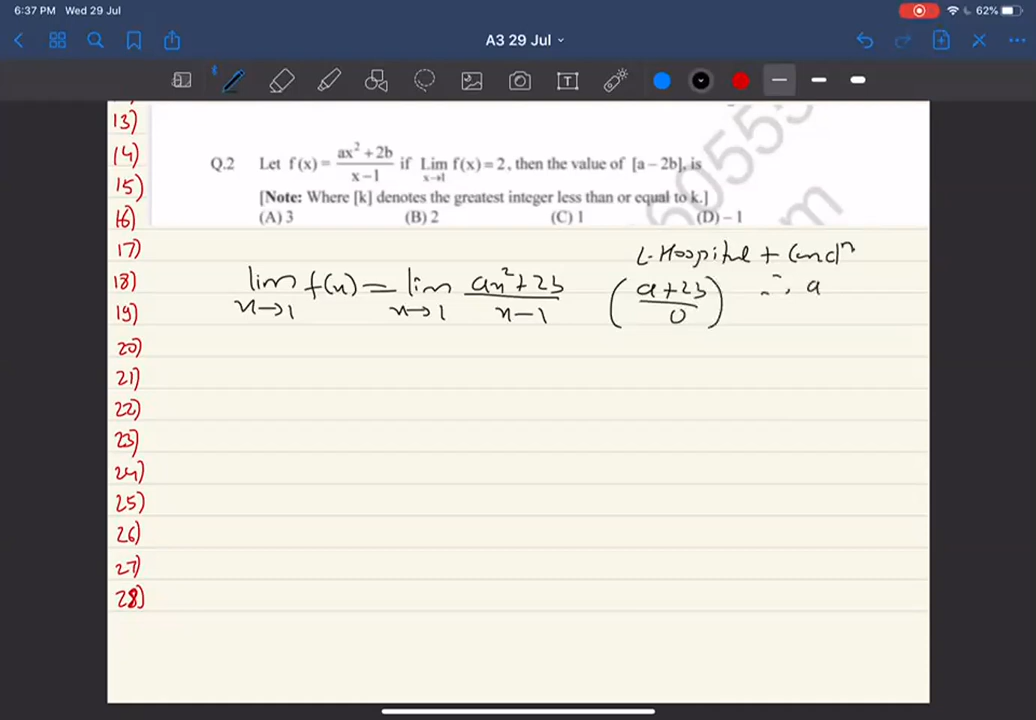 6:37 PM Wed 29 Jul
62%
A3 29 Jul
13)
14)
15)
16)
17)
18)
19)
20)
21)
22)
23)
24)
25)
26)
27)
28)
Q.2 Let f(x) = (ax² + 2b)/(x − 1) if Lim x→1 f(x) = 2, then the value of [a – 2b], is
[Note: Where [k] denotes the greatest integer less than or equal to k.]
(A) 3 (B) 2 (C) 1 (D) – 1
L-Hospital + Condⁿ
lim x→1 f(x) = lim x→1 (ax²+2b)/(x−1) ((a+2b)/0) ∴ a